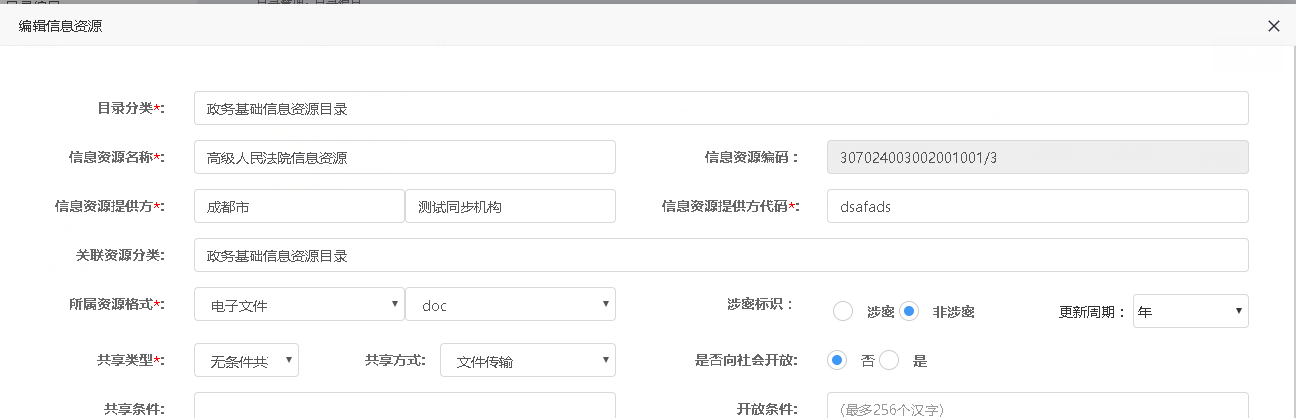 编辑信息资源
目录分类*: 政务基础信息资源目录
信息资源名称*: 高级人民法院信息资源 信息资源编码: 307024003002001001/3
信息资源提供方*: 成都市 测试同步机构 信息资源提供方代码*: dsafads
关联资源分类: 政务基础信息资源目录
所属资源格式*: 电子文件 doc 涉密标识: 涉密 非涉密 更新周期: 年
共享类型*: 无条件共 共享方式: 文件传输 是否向社会开放: 否 是
共享条件: 开放条件: (最多256个汉字)